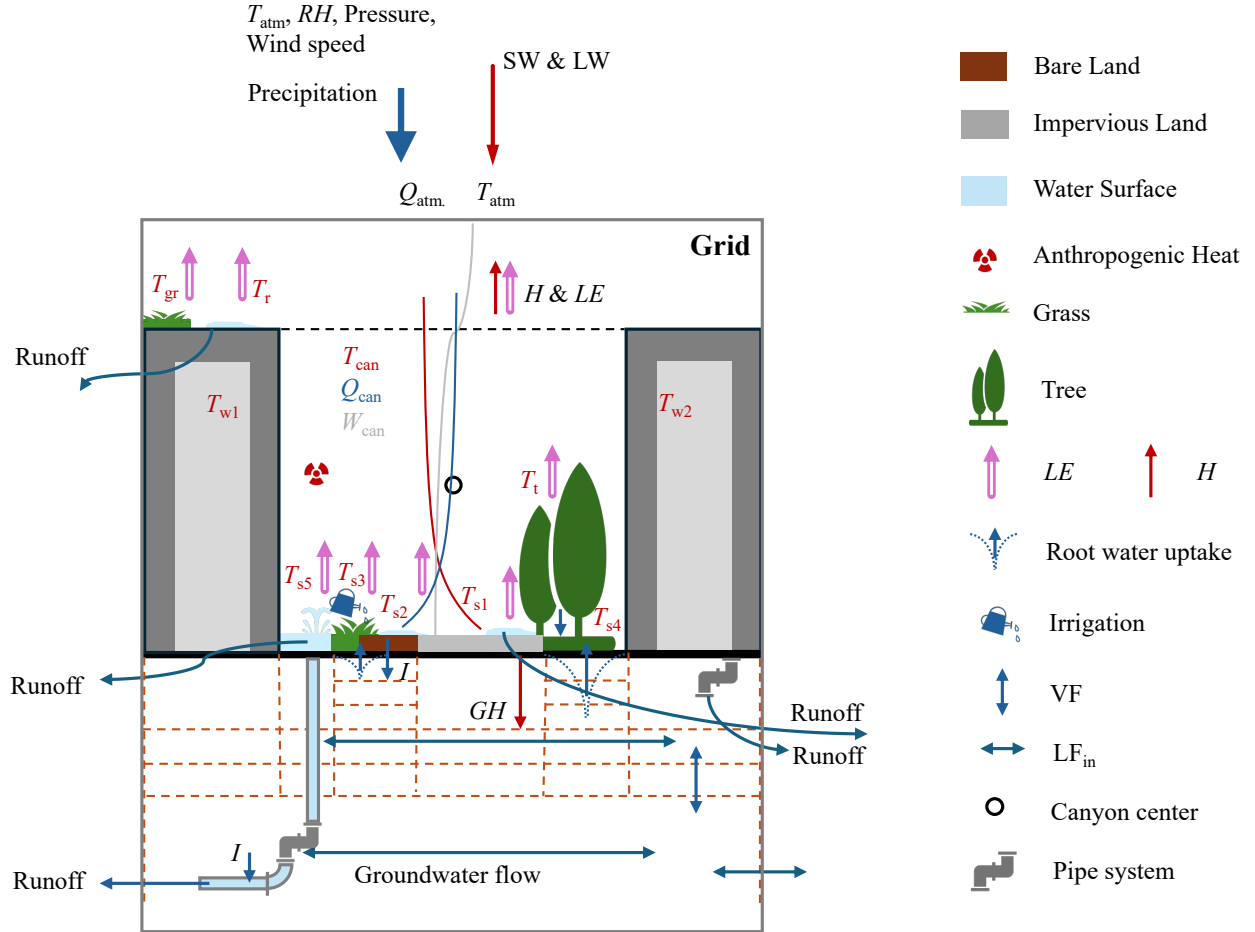 T_atm, RH, Pressure,
Wind speed
SW & LW
Precipitation
Q_atm.
T_atm
Grid
T_gr
T_r
H & LE
Runoff
T_can
Q_can
W_can
T_w1
T_w2
T_t
T_s5
T_s3
T_s2
T_s1
T_s4
Runoff
I
GH
Runoff
Runoff
I
Runoff
Groundwater flow
Bare Land
Impervious Land
Water Surface
Anthropogenic Heat
Grass
Tree
LE
H
Root water uptake
Irrigation
VF
LF_in
Canyon center
Pipe system